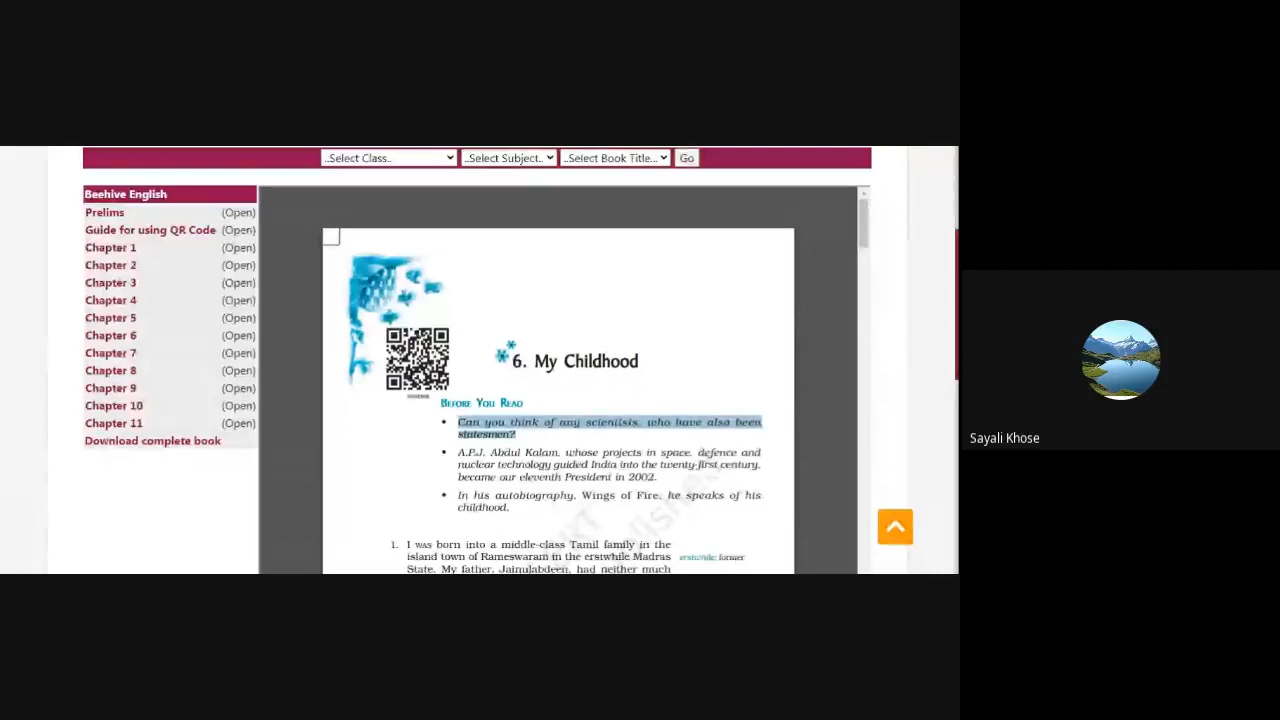 ..Select Class.. ..Select Subject.. ..Select Book Title... Go
Beehive English
Prelims (Open)
Guide for using QR Code (Open)
Chapter 1 (Open)
Chapter 2 (Open)
Chapter 3 (Open)
Chapter 4 (Open)
Chapter 5 (Open)
Chapter 6 (Open)
Chapter 7 (Open)
Chapter 8 (Open)
Chapter 9 (Open)
Chapter 10 (Open)
Chapter 11 (Open)
Download complete book
6. My Childhood
BEFORE YOU READ
• Can you think of any scientists, who have also been
statesmen?
• A.P.J. Abdul Kalam, whose projects in space, defence and
nuclear technology guided India into the twenty-first century,
became our eleventh President in 2002.
• In his autobiography, Wings of Fire, he speaks of his
childhood.
1. I WAS born into a middle-class Tamil family in the
island town of Rameswaram in the erstwhile Madras
State. My father, Jainulabdeen, had neither much
erstwhile: former
Sayali Khose